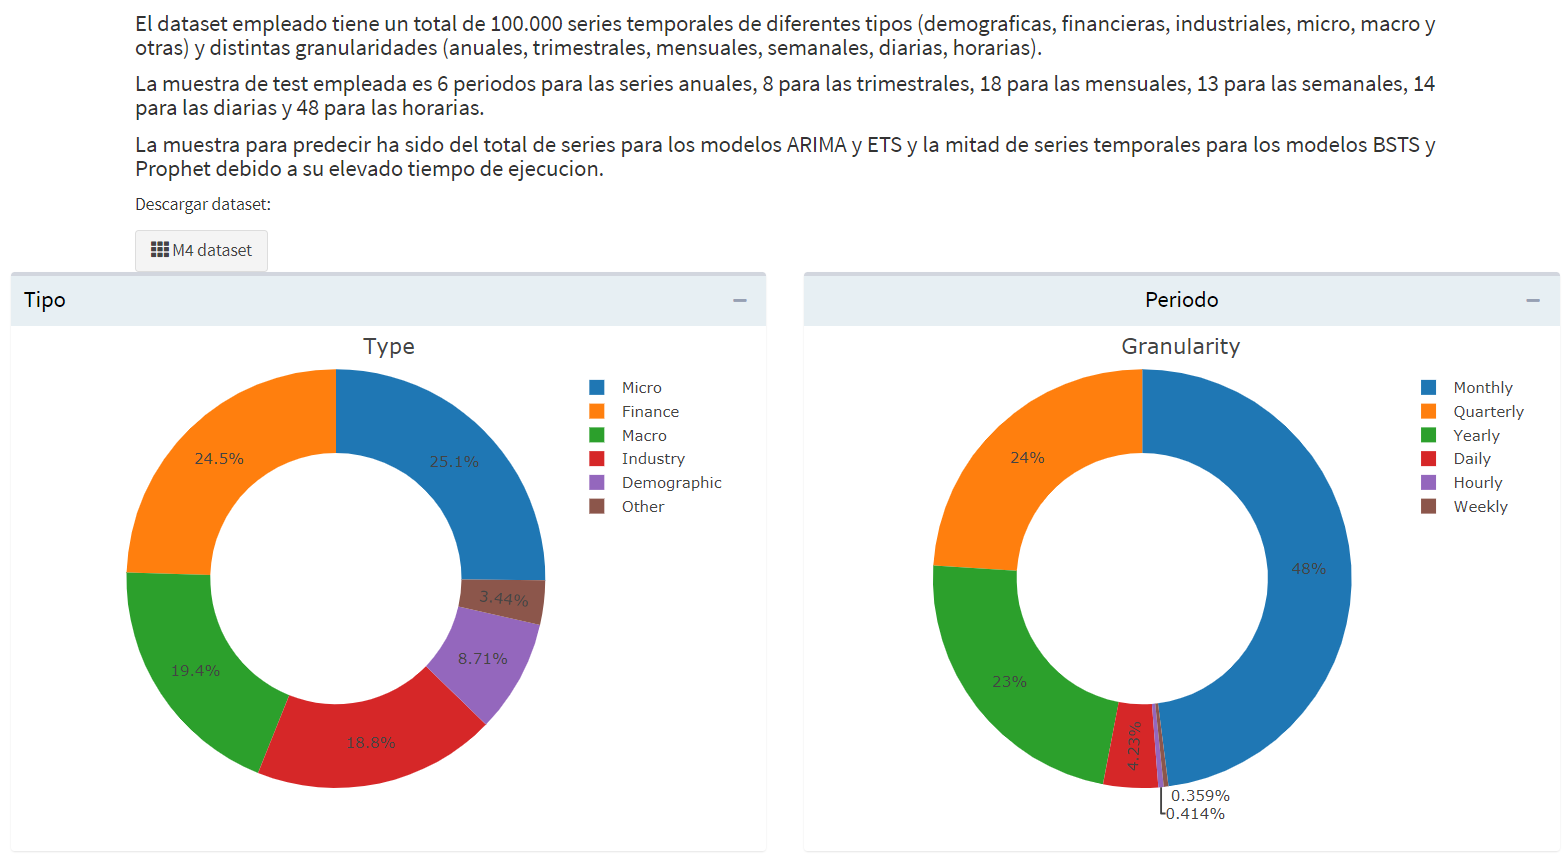 El dataset empleado tiene un total de 100.000 series temporales de diferentes tipos (demograficas, financieras, industriales, micro, macro y
otras) y distintas granularidades (anuales, trimestrales, mensuales, semanales, diarias, horarias).
La muestra de test empleada es 6 periodos para las series anuales, 8 para las trimestrales, 18 para las mensuales, 13 para las semanales, 14
para las diarias y 48 para las horarias.
La muestra para predecir ha sido del total de series para los modelos ARIMA y ETS y la mitad de series temporales para los modelos BSTS y
Prophet debido a su elevado tiempo de ejecucion.
Descargar dataset:
M4 dataset
Tipo
Type
Micro
Finance
Macro
Industry
Demographic
Other
24.5%
25.1%
3.44%
8.71%
19.4%
18.8%
Periodo
Granularity
Monthly
Quarterly
Yearly
Daily
Hourly
Weekly
24%
48%
23%
4.23%
0.359%
0.414%